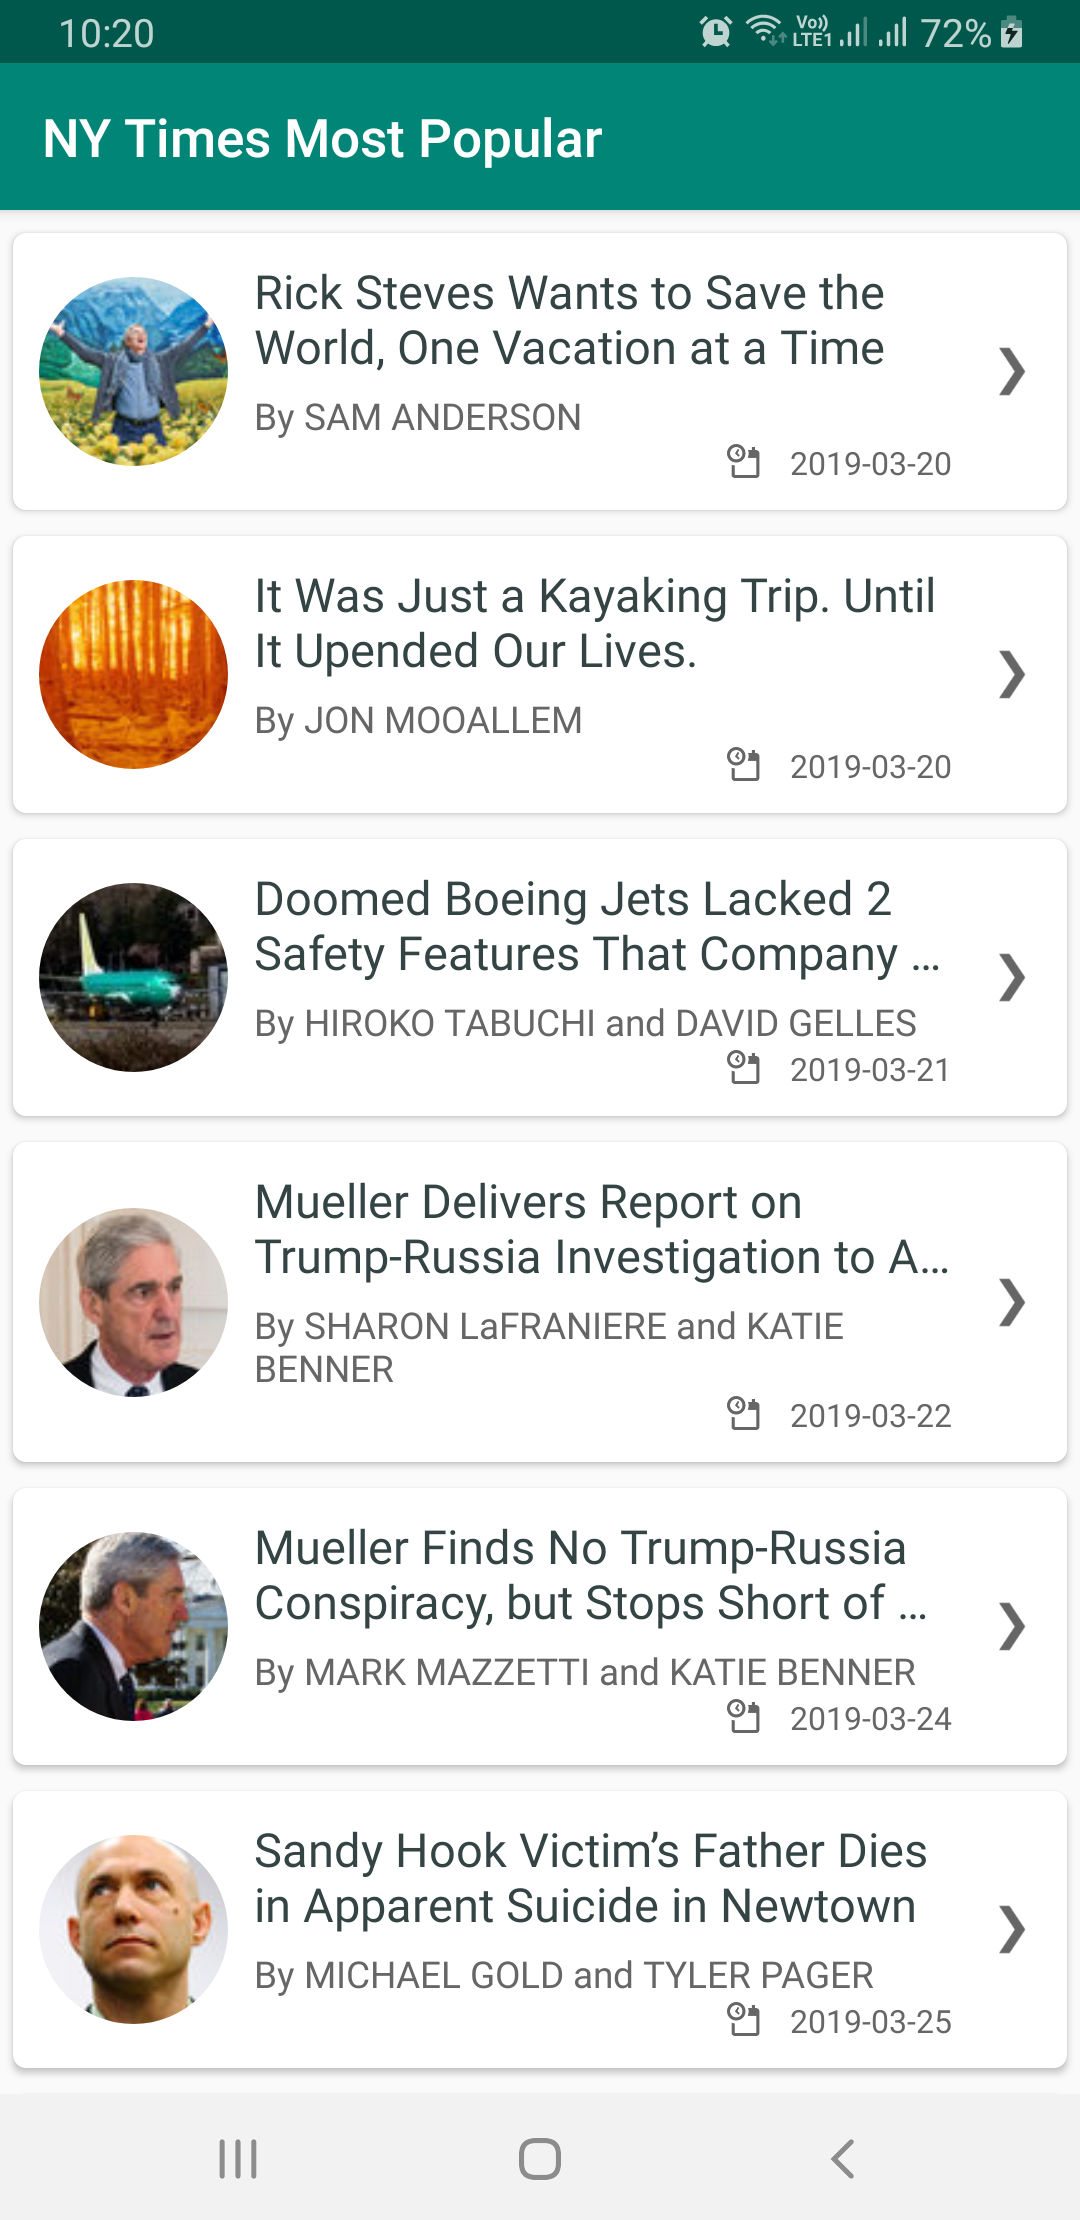 10:20
Vo)) LTE1 72%
NY Times Most Popular
Rick Steves Wants to Save the
World, One Vacation at a Time
By SAM ANDERSON
2019-03-20
It Was Just a Kayaking Trip. Until
It Upended Our Lives.
By JON MOOALLEM
2019-03-20
Doomed Boeing Jets Lacked 2
Safety Features That Company ...
By HIROKO TABUCHI and DAVID GELLES
2019-03-21
Mueller Delivers Report on
Trump-Russia Investigation to A...
By SHARON LaFRANIERE and KATIE
BENNER
2019-03-22
Mueller Finds No Trump-Russia
Conspiracy, but Stops Short of ...
By MARK MAZZETTI and KATIE BENNER
2019-03-24
Sandy Hook Victim’s Father Dies
in Apparent Suicide in Newtown
By MICHAEL GOLD and TYLER PAGER
2019-03-25